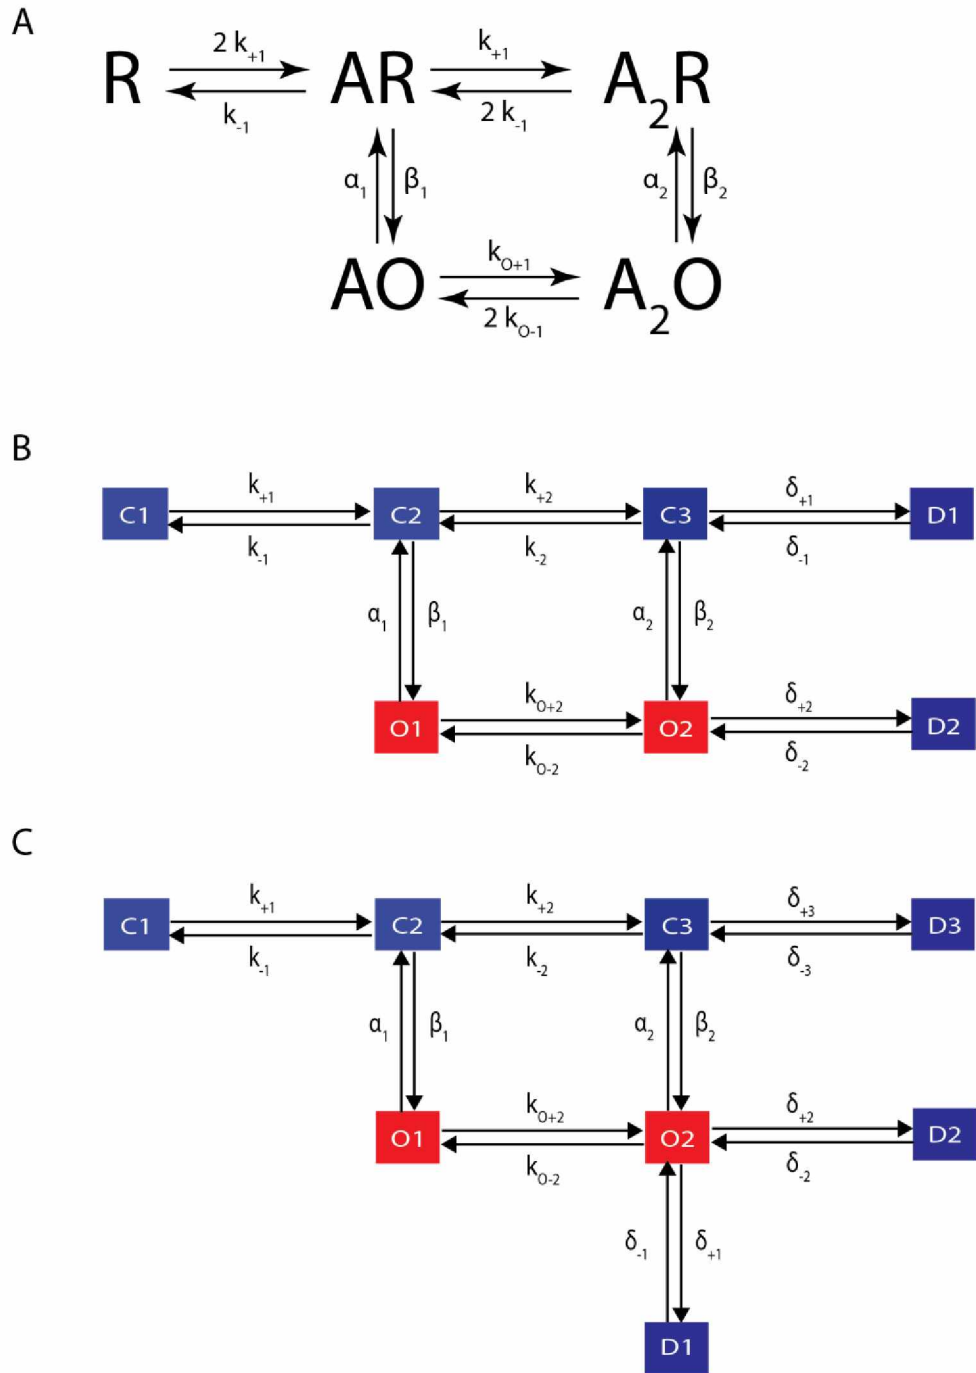 A
2 k+1 k+1
R AR A2R
k-1 2 k-1
α1 β1 α2 β2
kO+1
AO A2O
2 kO-1
B
k+1 k+2 δ+1
C1 C2 C3 D1
k-1 k-2 δ-1
α1 β1 α2 β2
kO+2 δ+2
O1 O2 D2
kO-2 δ-2
C
k+1 k+2 δ+3
C1 C2 C3 D3
k-1 k-2 δ-3
α1 β1 α2 β2
kO+2 δ+2
O1 O2 D2
kO-2 δ-2
δ-1 δ+1
D1